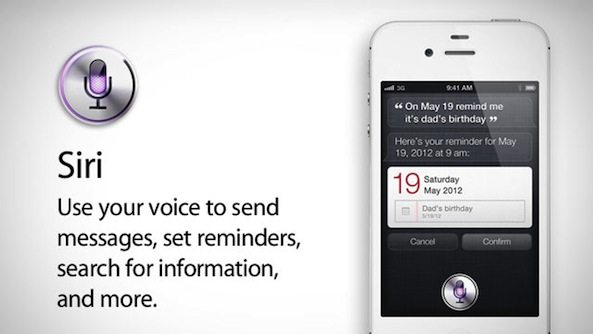 Siri
Use your voice to send
messages, set reminders,
search for information,
and more.
3G
9:41 AM
“ On May 19 remind me
it's dad's birthday ”
Here's your reminder for May
19, 2012 at 9 am:
19
Saturday
May 2012
Dad's birthday
5/19/12
Cancel
Confirm